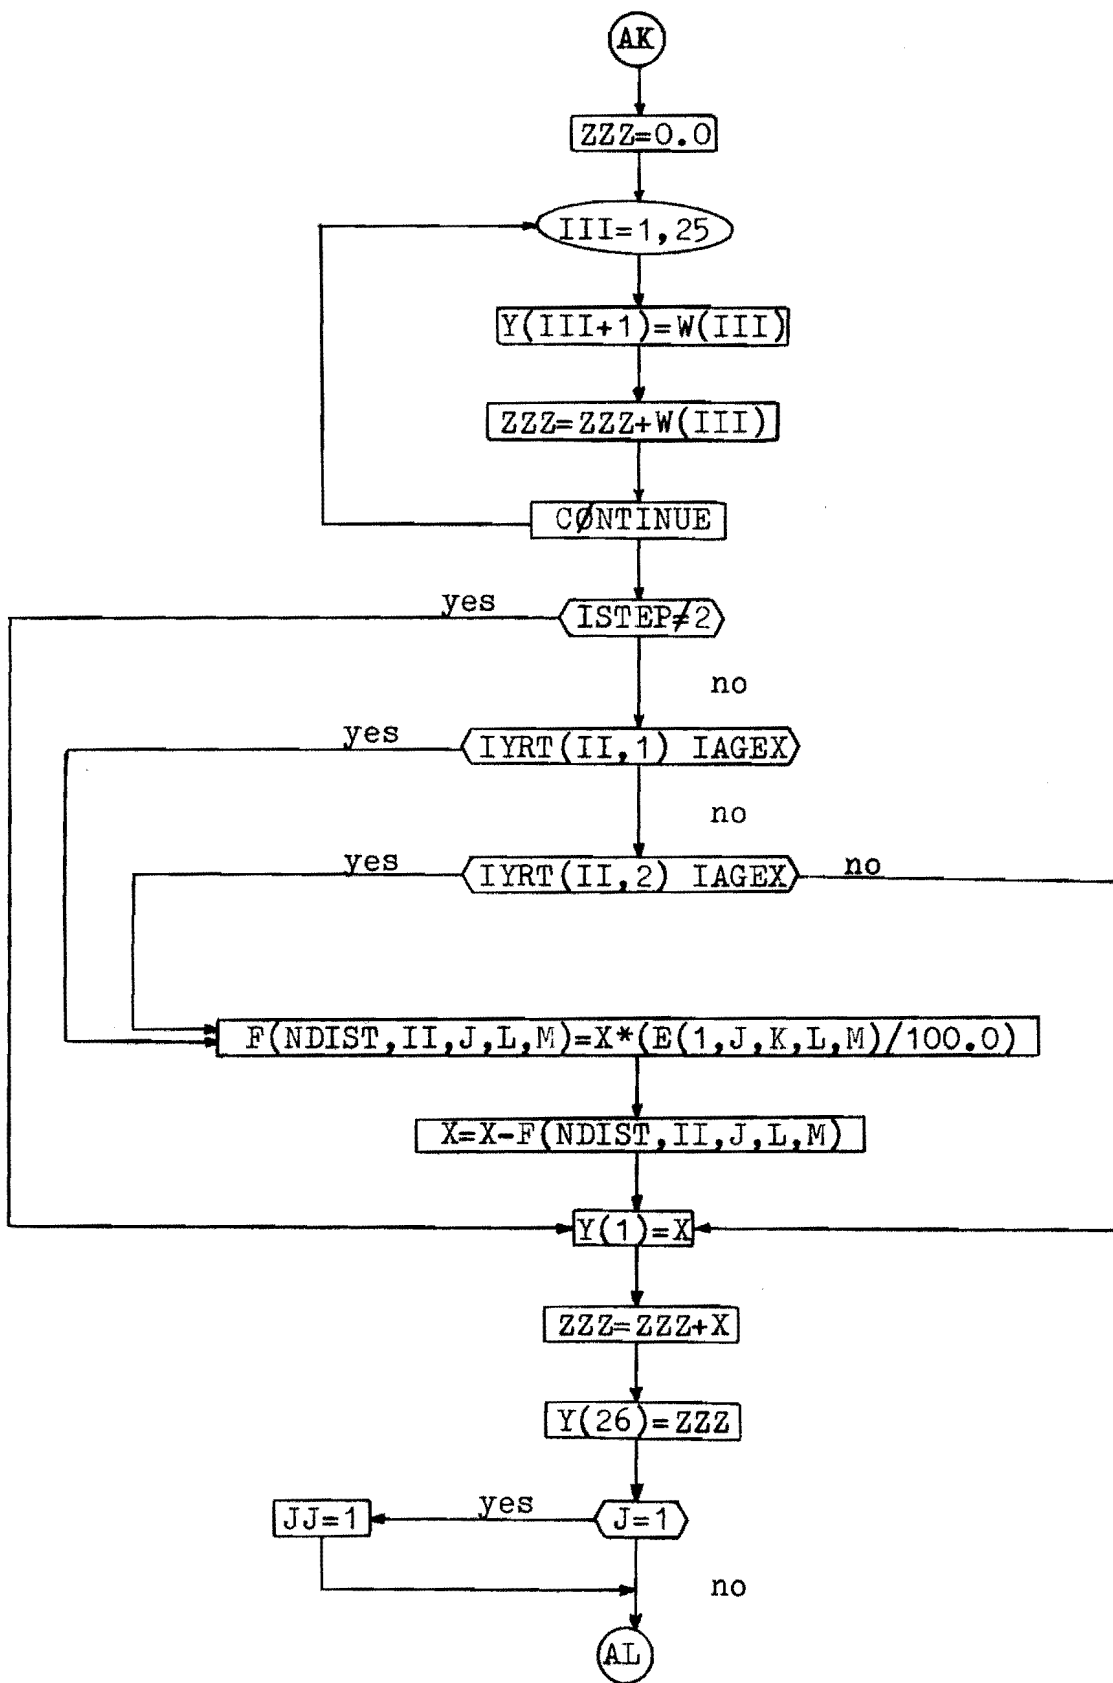 AK
ZZZ=0.0
III=1,25
Y(III+1)=W(III)
ZZZ=ZZZ+W(III)
CØNTINUE
yes
ISTEP≠2
no
yes
IYRT(II,1) IAGEX
no
yes
IYRT(II,2) IAGEX
no
F(NDIST,II,J,L,M)=X*(E(1,J,K,L,M)/100.0)
X=X-F(NDIST,II,J,L,M)
Y(1)=X
ZZZ=ZZZ+X
Y(26)=ZZZ
JJ=1
yes
J=1
no
AL